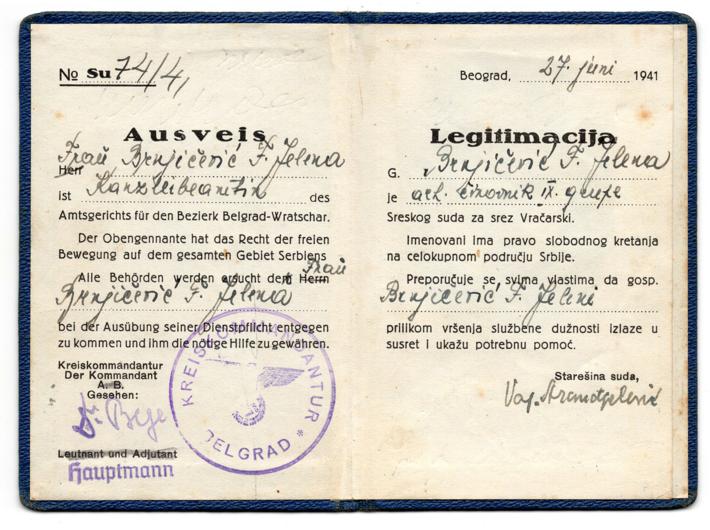 No su 74/41
Ausveis
Frau Brnjičević F. Jelena
Herr
ist Kanzleibeamtin des
Amtsgerichts für den Bezierk Belgrad-Wratschar.
Der Obengennante hat das Recht der freien
Bewegung auf dem gesamten Gebiet Serbiens
Frau
Alle Behörden werden ersucht dem Herrn
Brnjičević F. Jelena
bei der Ausübung seiner Dienstpflicht entgegen
zu kommen und ihm die nötige Hilfe zu gewähren.
Kreiskommandantur
Der Kommandant
A. B.
Gesehen:
Dr.
Leutnant und Adjutant
Hauptmann
KREISKOMMANDANTUR
BELGRAD *
Beograd, 27. juni 1941
Legitimacija
G. Brnjičević F. Jelena
je činovnik IX. grupe
Sreskog suda za srez Vračarski.
Imenovani ima pravo slobodnog kretanja
na celokupnom području Srbije.
Preporučuje se svima vlastima da gosp.
Brnjičević F. Jeleni
prilikom vršenja službene dužnosti izlaze u
susret i ukažu potrebnu pomoć.
Starešina suda,